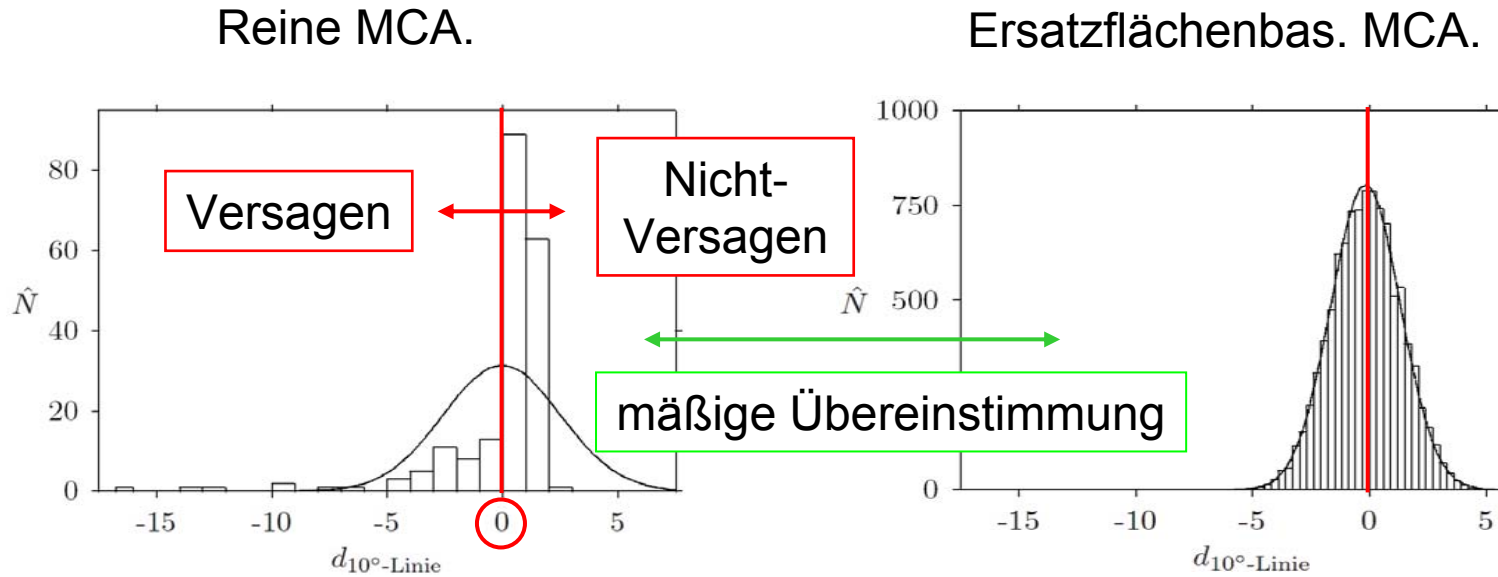 Reine MCA.
Ersatzflächenbas. MCA.
Versagen
Nicht-
Versagen
mäßige Übereinstimmung
80
60
40
20
0
N̂
-15 -10 -5 0 5
d10°-Linie
1000
750
500
250
0
N̂
-15 -10 -5 0 5
d10°-Linie